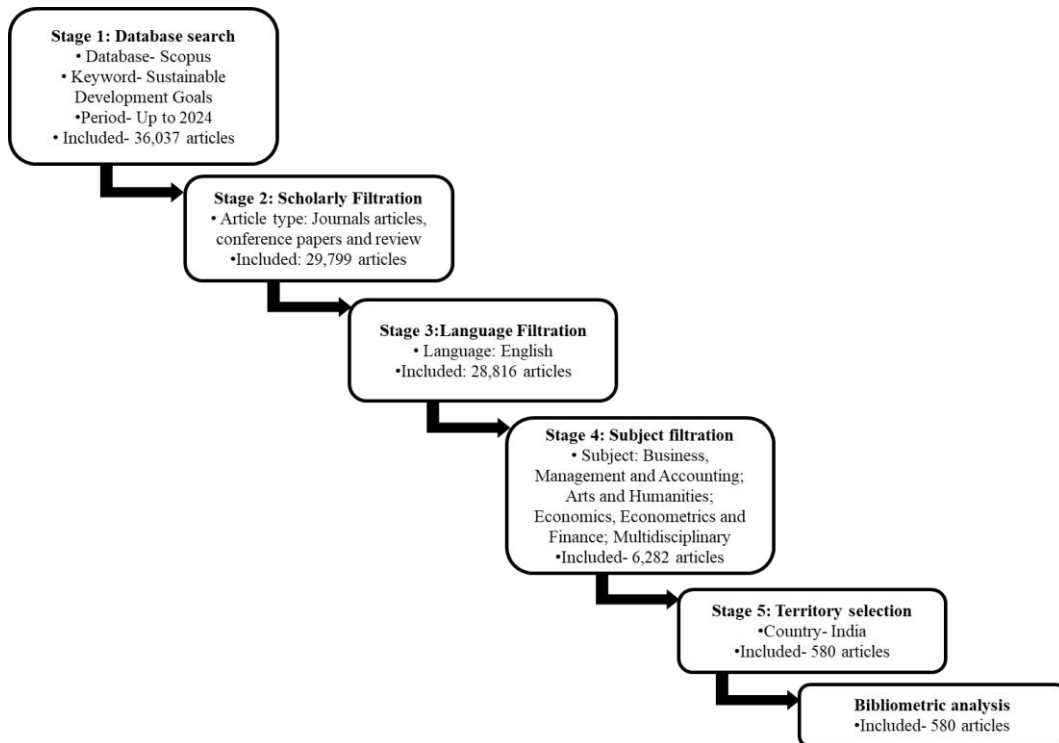 Stage 1: Database search
• Database- Scopus
• Keyword- Sustainable
Development Goals
•Period- Up to 2024
• Included- 36,037 articles
Stage 2: Scholarly Filtration
• Article type: Journals articles,
conference papers and review
•Included: 29,799 articles
Stage 3:Language Filtration
• Language: English
•Included: 28,816 articles
Stage 4: Subject filtration
• Subject: Business,
Management and Accounting;
Arts and Humanities;
Economics, Econometrics and
Finance; Multidisciplinary
•Included- 6,282 articles
Stage 5: Territory selection
•Country- India
•Included- 580 articles
Bibliometric analysis
•Included- 580 articles